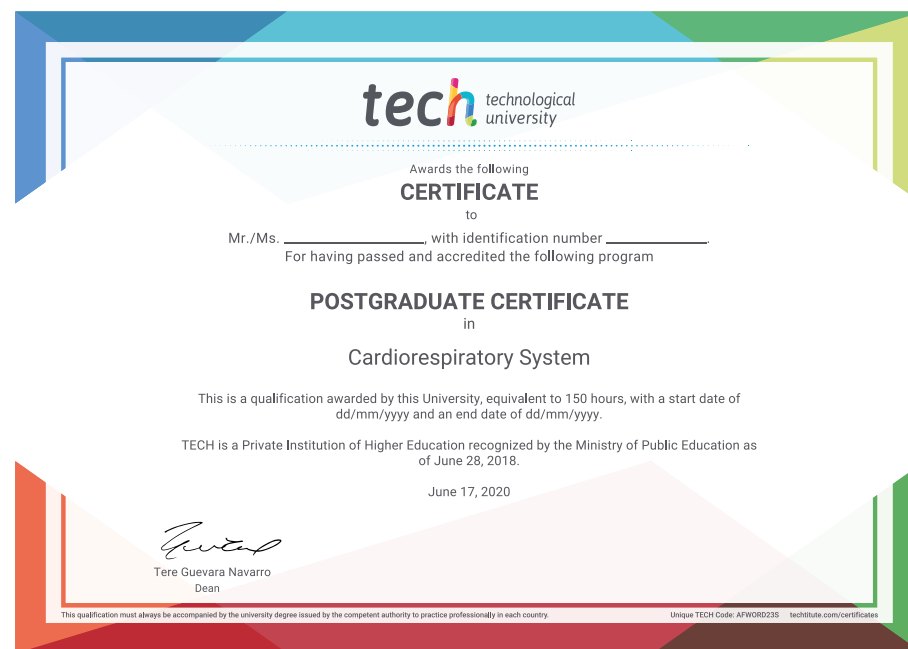 tech technological
university
Awards the following
CERTIFICATE
to
Mr./Ms. ____________________, with identification number ______________.
For having passed and accredited the following program
POSTGRADUATE CERTIFICATE
in
Cardiorespiratory System
This is a qualification awarded by this University, equivalent to 150 hours, with a start date of
dd/mm/yyyy and an end date of dd/mm/yyyy.
TECH is a Private Institution of Higher Education recognized by the Ministry of Public Education as
of June 28, 2018.
June 17, 2020
Tere Guevara Navarro
Dean
This qualification must always be accompanied by the university degree issued by the competent authority to practice professionally in each country. Unique TECH Code: AFWORD23S techtitute.com/certificates